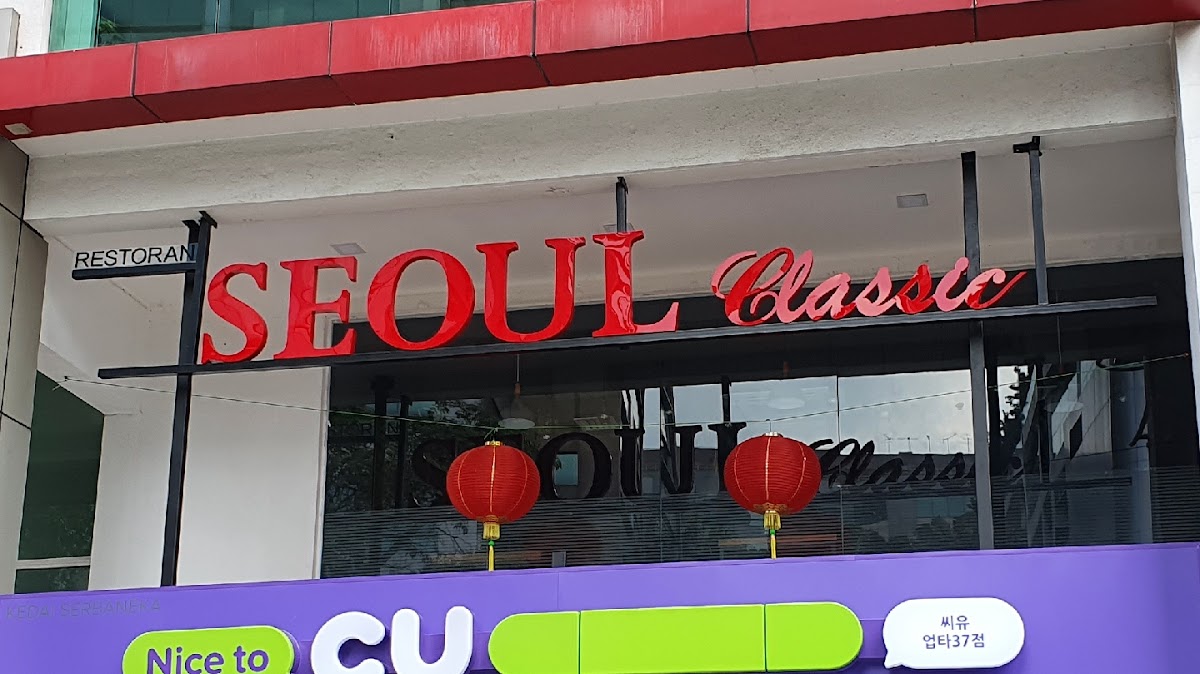 RESTORAN
SEOUL Classic
KEDAI SERBANEKA
Nice to
CU
씨유
업타37점